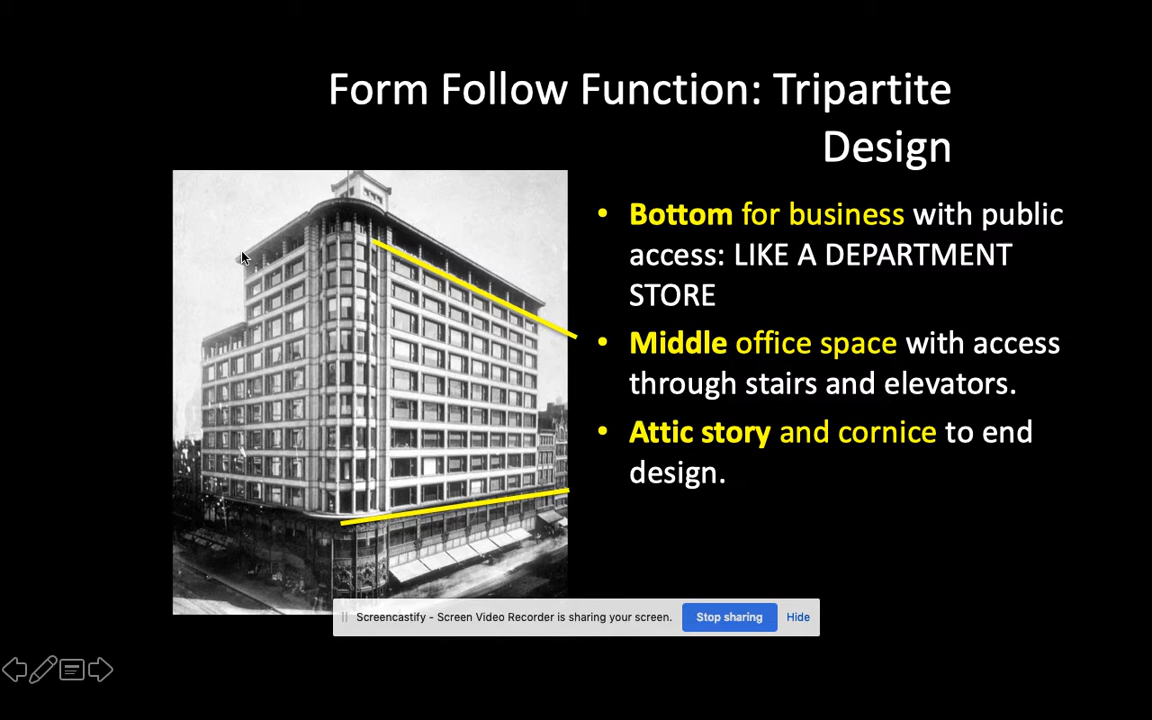 Form Follow Function: Tripartite
Design
• Bottom for business with public
access: LIKE A DEPARTMENT
STORE
• Middle office space with access
through stairs and elevators.
• Attic story and cornice to end
design.
Screencastify - Screen Video Recorder is sharing your screen. Stop sharing Hide